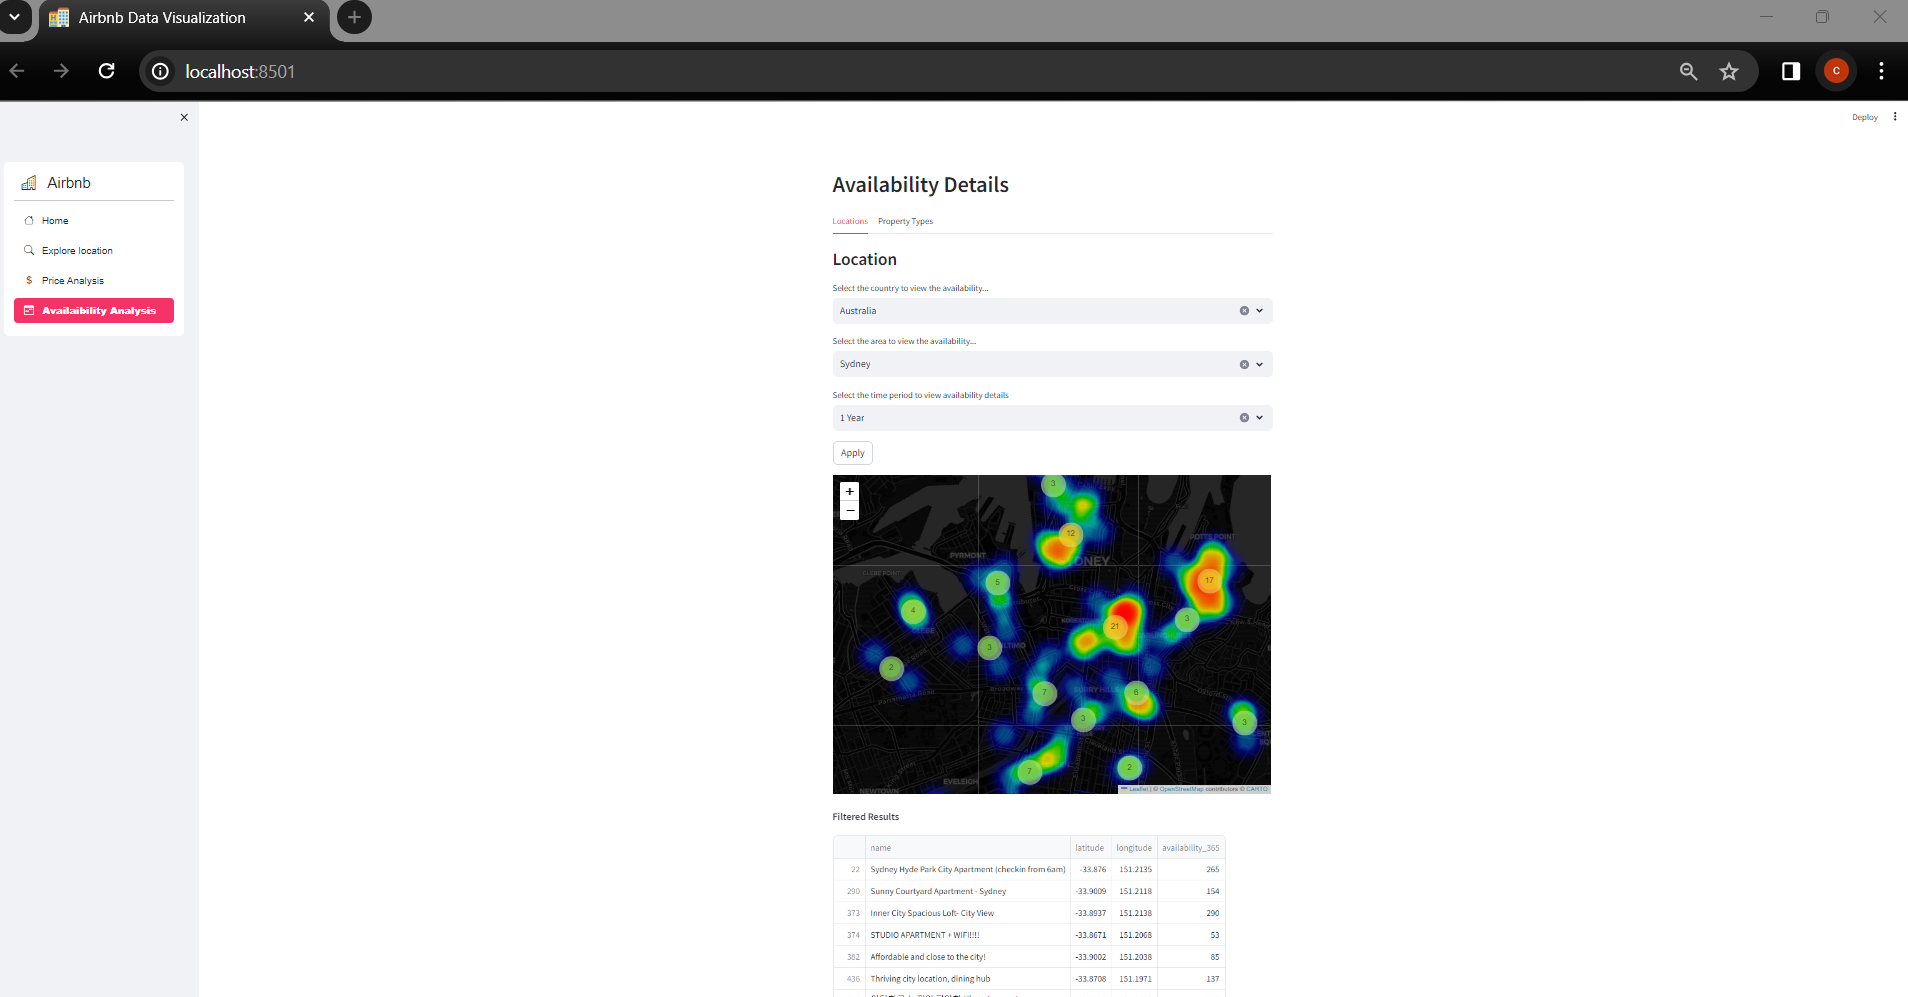 Airbnb Data Visualization
localhost:8501
C
Deploy
Airbnb
Home
Explore location
Price Analysis
Availaibility Analysis
Availability Details
Locations Property Types
Location
Select the country to view the availability...
Australia
Select the area to view the availability...
Sydney
Select the time period to view availability details
1 Year
Apply
+
−
3
12
PYRMONT
POTTS POINT
GLEBE POINT
5
17
4
GLEBE
21
3
3
2
7
SURRY HILLS
6
Broadway
3
3
7
2
EVELEIGH
NEWTOWN
Leaflet | © OpenStreetMap contributors © CARTO
Filtered Results
name latitude longitude availability_365
22 Sydney Hyde Park City Apartment (checkin from 6am) -33.876 151.2135 265
290 Sunny Courtyard Apartment - Sydney -33.9009 151.2118 154
373 Inner City Spacious Loft- City View -33.8937 151.2138 290
374 STUDIO APARTMENT + WIFI!!!!! -33.8671 151.2068 53
382 Affordable and close to the city! -33.9002 151.2038 85
436 Thriving city location, dining hub -33.8708 151.1971 137